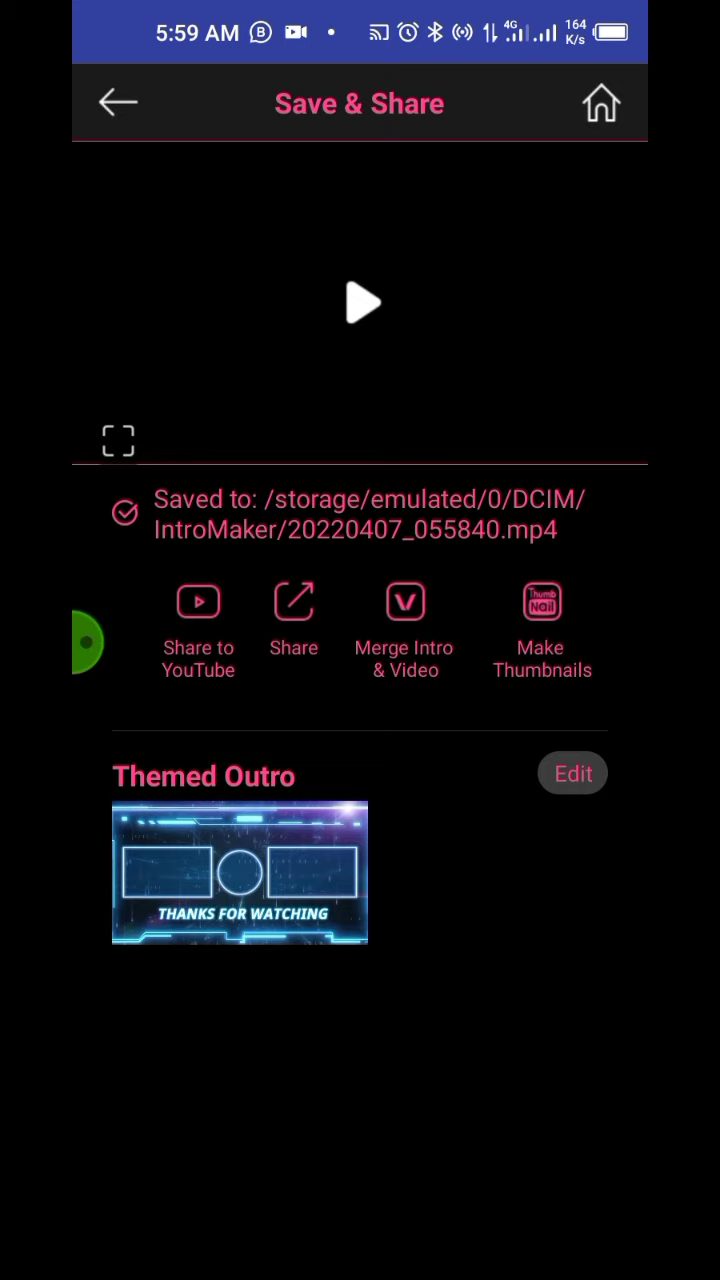 5:59 AM
4G
164
K/s
Save & Share
Saved to: /storage/emulated/0/DCIM/
IntroMaker/20220407_055840.mp4
Thumb
Nail
Share to
YouTube
Share
Merge Intro
& Video
Make
Thumbnails
Themed Outro
Edit
THANKS FOR WATCHING